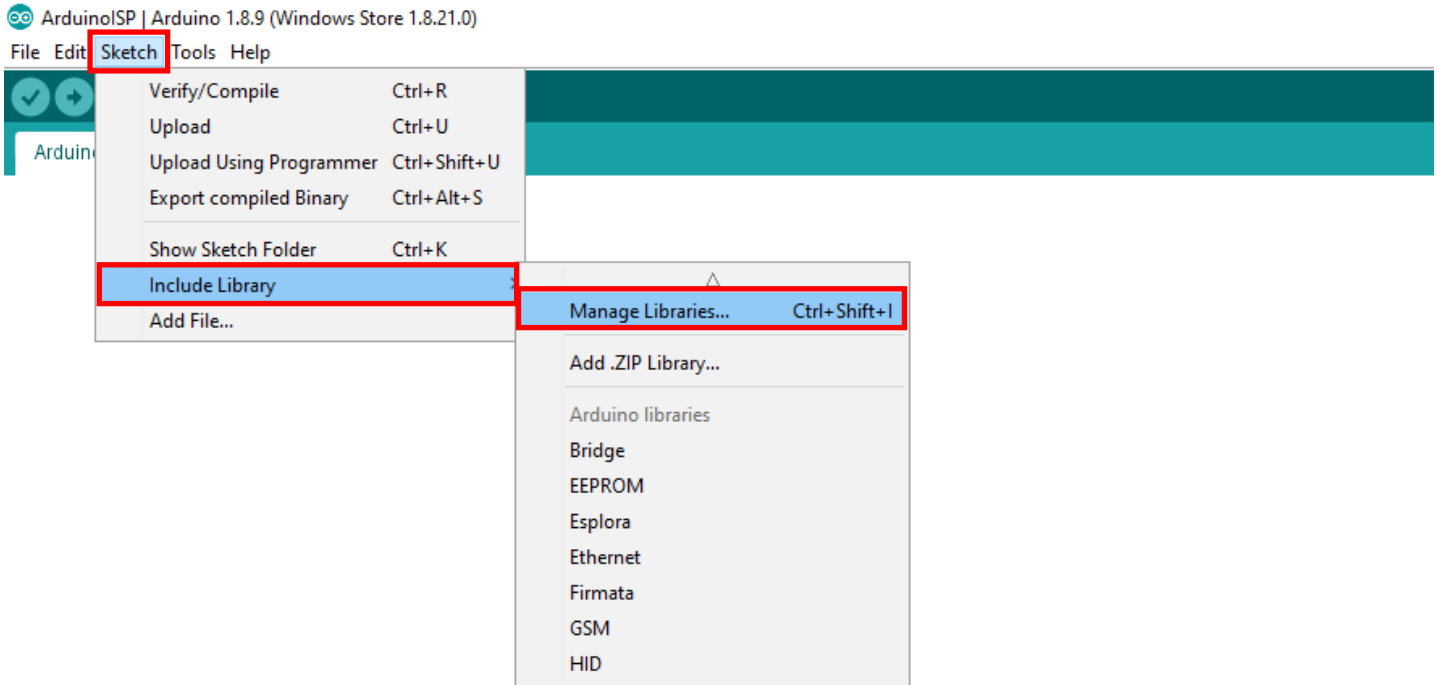 ArduinoISP | Arduino 1.8.9 (Windows Store 1.8.21.0)
File Edit Sketch Tools Help
Verify/Compile Ctrl+R
Upload Ctrl+U
Arduin
Upload Using Programmer Ctrl+Shift+U
Export compiled Binary Ctrl+Alt+S
Show Sketch Folder Ctrl+K
Include Library
Add File...
Manage Libraries... Ctrl+Shift+I
Add .ZIP Library...
Arduino libraries
Bridge
EEPROM
Esplora
Ethernet
Firmata
GSM
HID